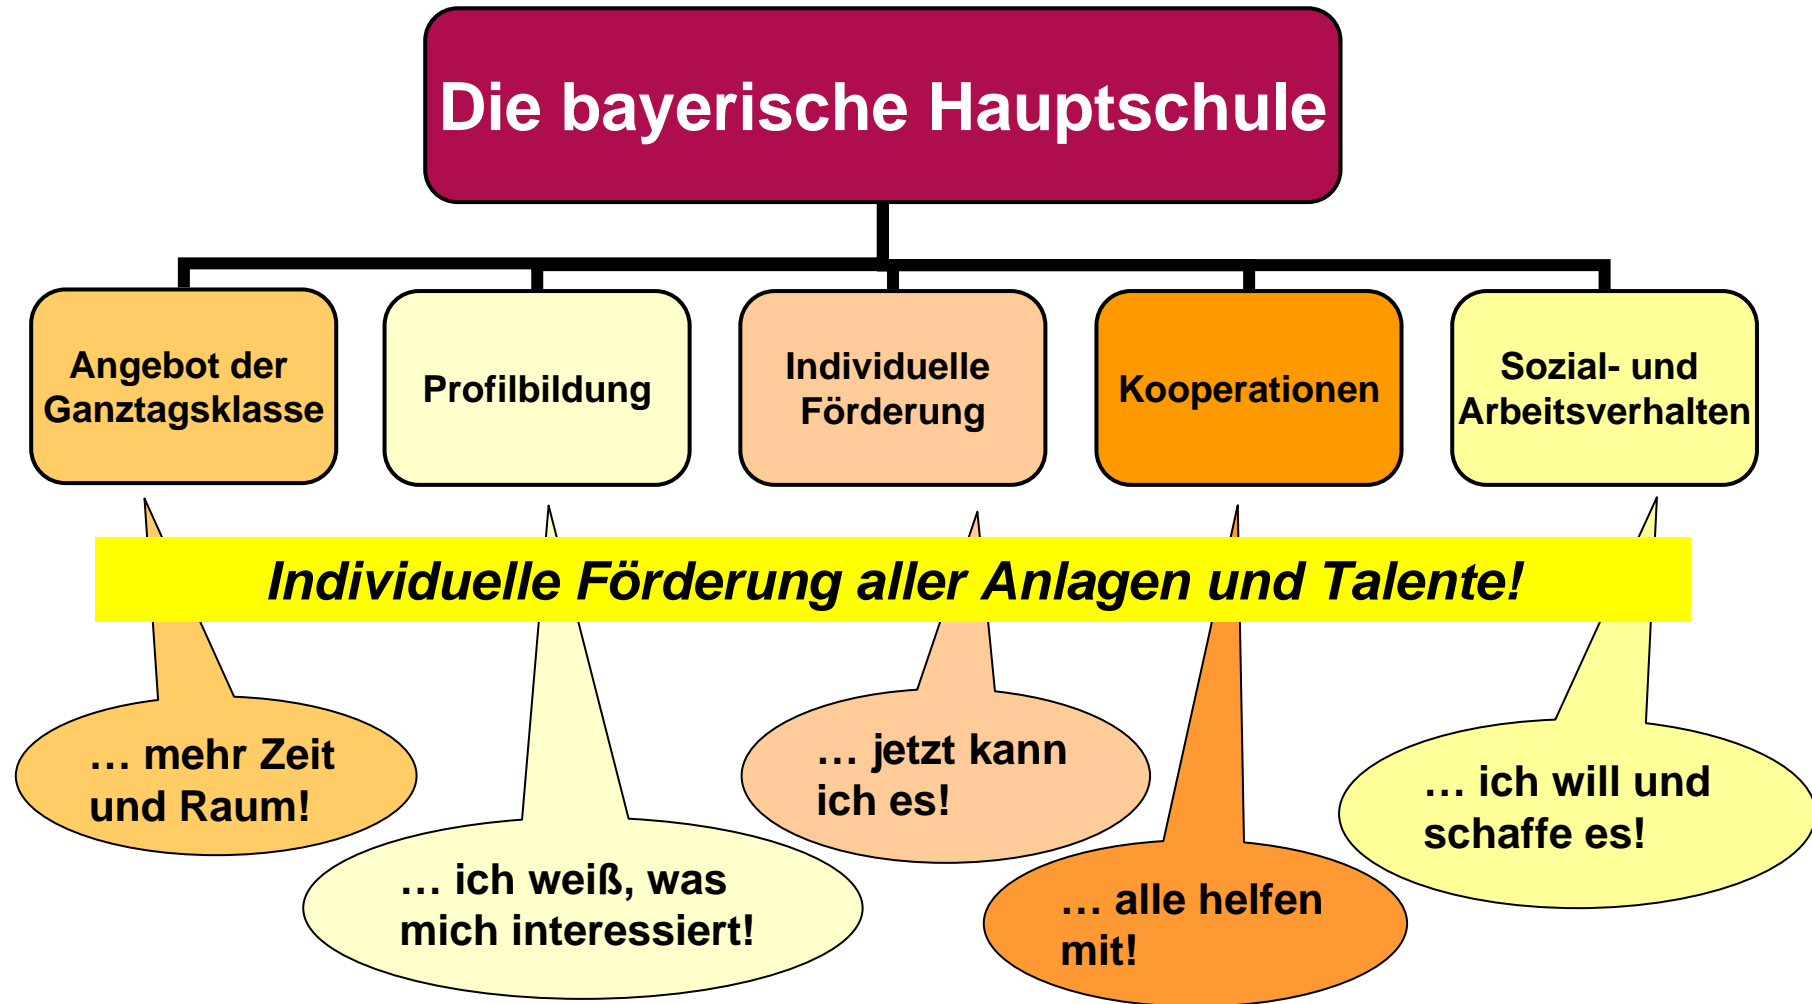 Die bayerische Hauptschule
Angebot der
Ganztagsklasse
Profilbildung
Individuelle
Förderung
Kooperationen
Sozial- und
Arbeitsverhalten
Individuelle Förderung aller Anlagen und Talente!
… mehr Zeit
und Raum!
… ich weiß, was
mich interessiert!
… jetzt kann
ich es!
… alle helfen
mit!
… ich will und
schaffe es!